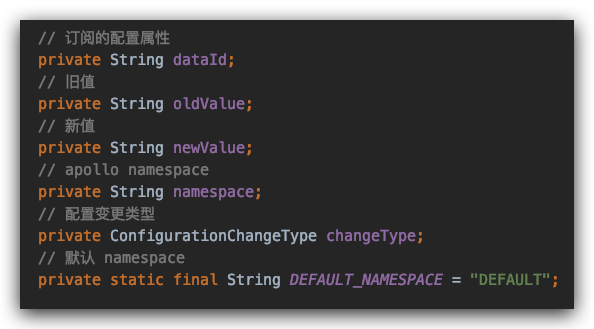 // 订阅的配置属性
private String dataId;
// 旧值
private String oldValue;
// 新值
private String newValue;
// apollo namespace
private String namespace;
// 配置变更类型
private ConfigurationChangeType changeType;
// 默认 namespace
private static final String DEFAULT_NAMESPACE = "DEFAULT";